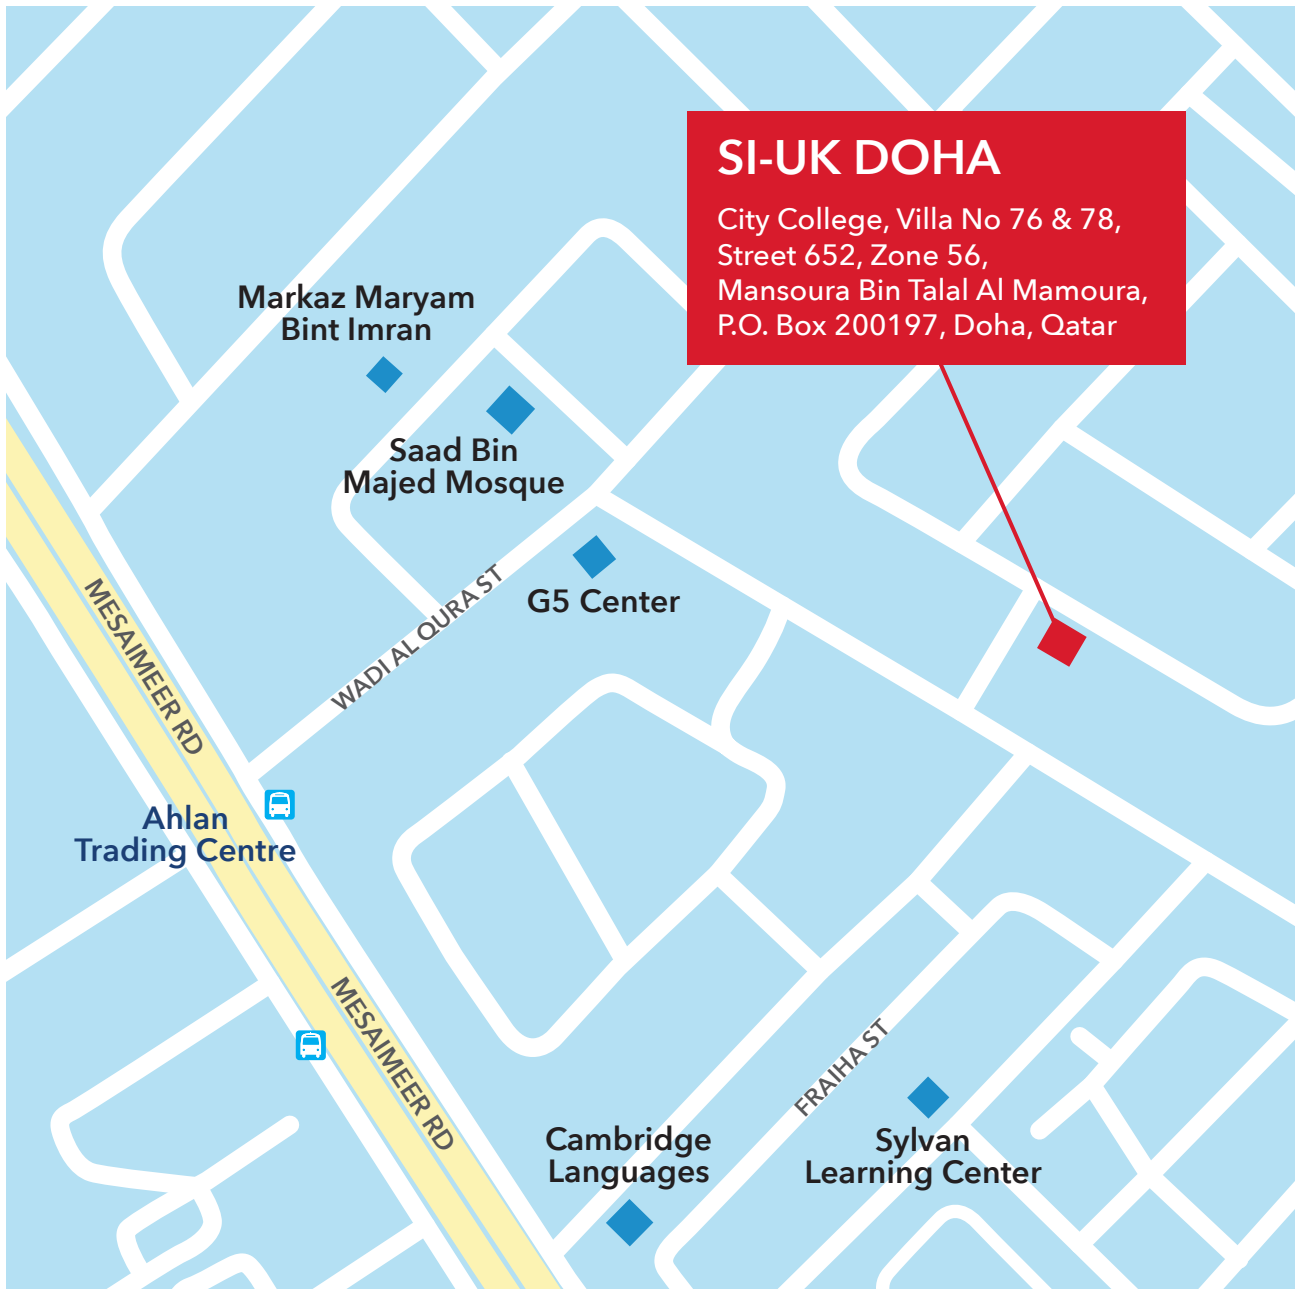 SI-UK DOHA
City College, Villa No 76 & 78,
Street 652, Zone 56,
Mansoura Bin Talal Al Mamoura,
P.O. Box 200197, Doha, Qatar
Markaz Maryam
Bint Imran
Saad Bin
Majed Mosque
G5 Center
WADI AL QURA ST
MESAIMEER RD
Ahlan
Trading Centre
MESAIMEER RD
FRAIHA ST
Cambridge
Languages
Sylvan
Learning Center